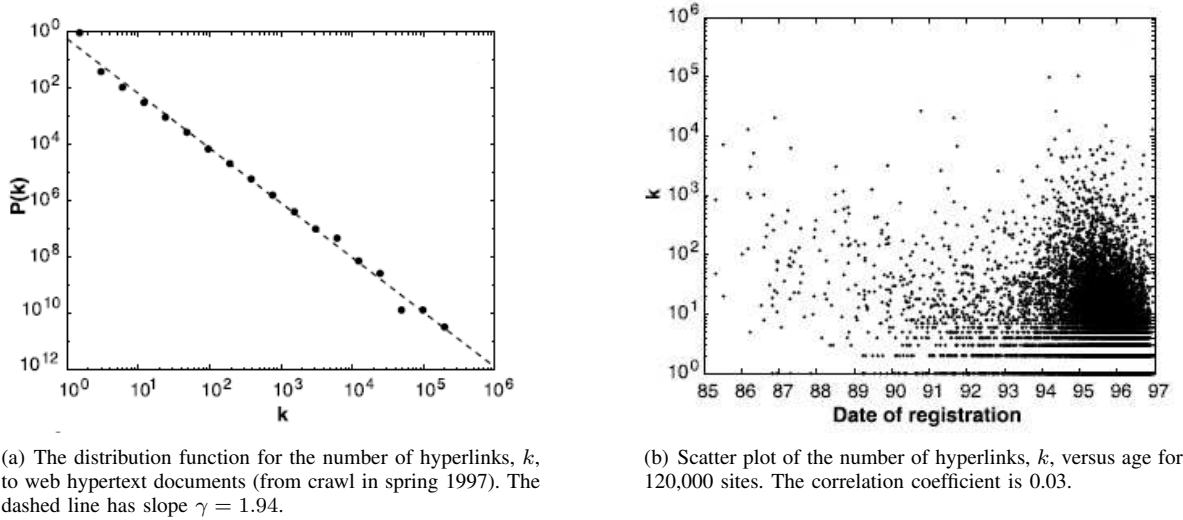 10^0
10^2
10^4
10^6
10^8
10^10
10^12
P(k)
10^0 10^1 10^2 10^3 10^4 10^5 10^6
k
10^6
10^5
10^4
10^3
10^2
10^1
10^0
k
85 86 87 88 89 90 91 92 93 94 95 96 97
Date of registration
(a) The distribution function for the number of hyperlinks, k,
to web hypertext documents (from crawl in spring 1997). The
dashed line has slope γ = 1.94.
(b) Scatter plot of the number of hyperlinks, k, versus age for
120,000 sites. The correlation coefficient is 0.03.